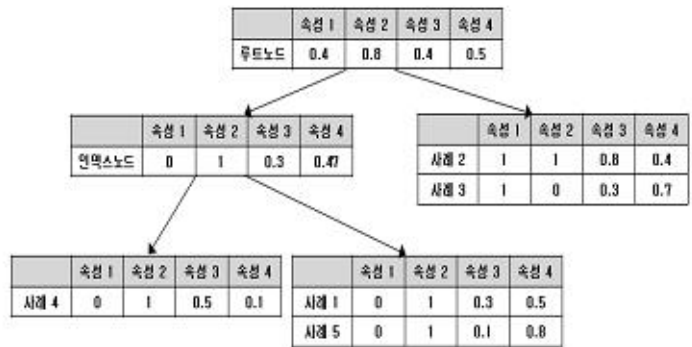 속성 1 속성 2 속성 3 속성 4
루트노드 0.4 0.8 0.4 0.5
속성 1 속성 2 속성 3 속성 4
인덱스노드 0 1 0.3 0.47
속성 1 속성 2 속성 3 속성 4
사례 2 1 1 0.8 0.4
사례 3 1 0 0.3 0.7
속성 1 속성 2 속성 3 속성 4
사례 4 0 1 0.5 0.1
속성 1 속성 2 속성 3 속성 4
사례 1 0 1 0.3 0.5
사례 5 0 1 0.1 0.8